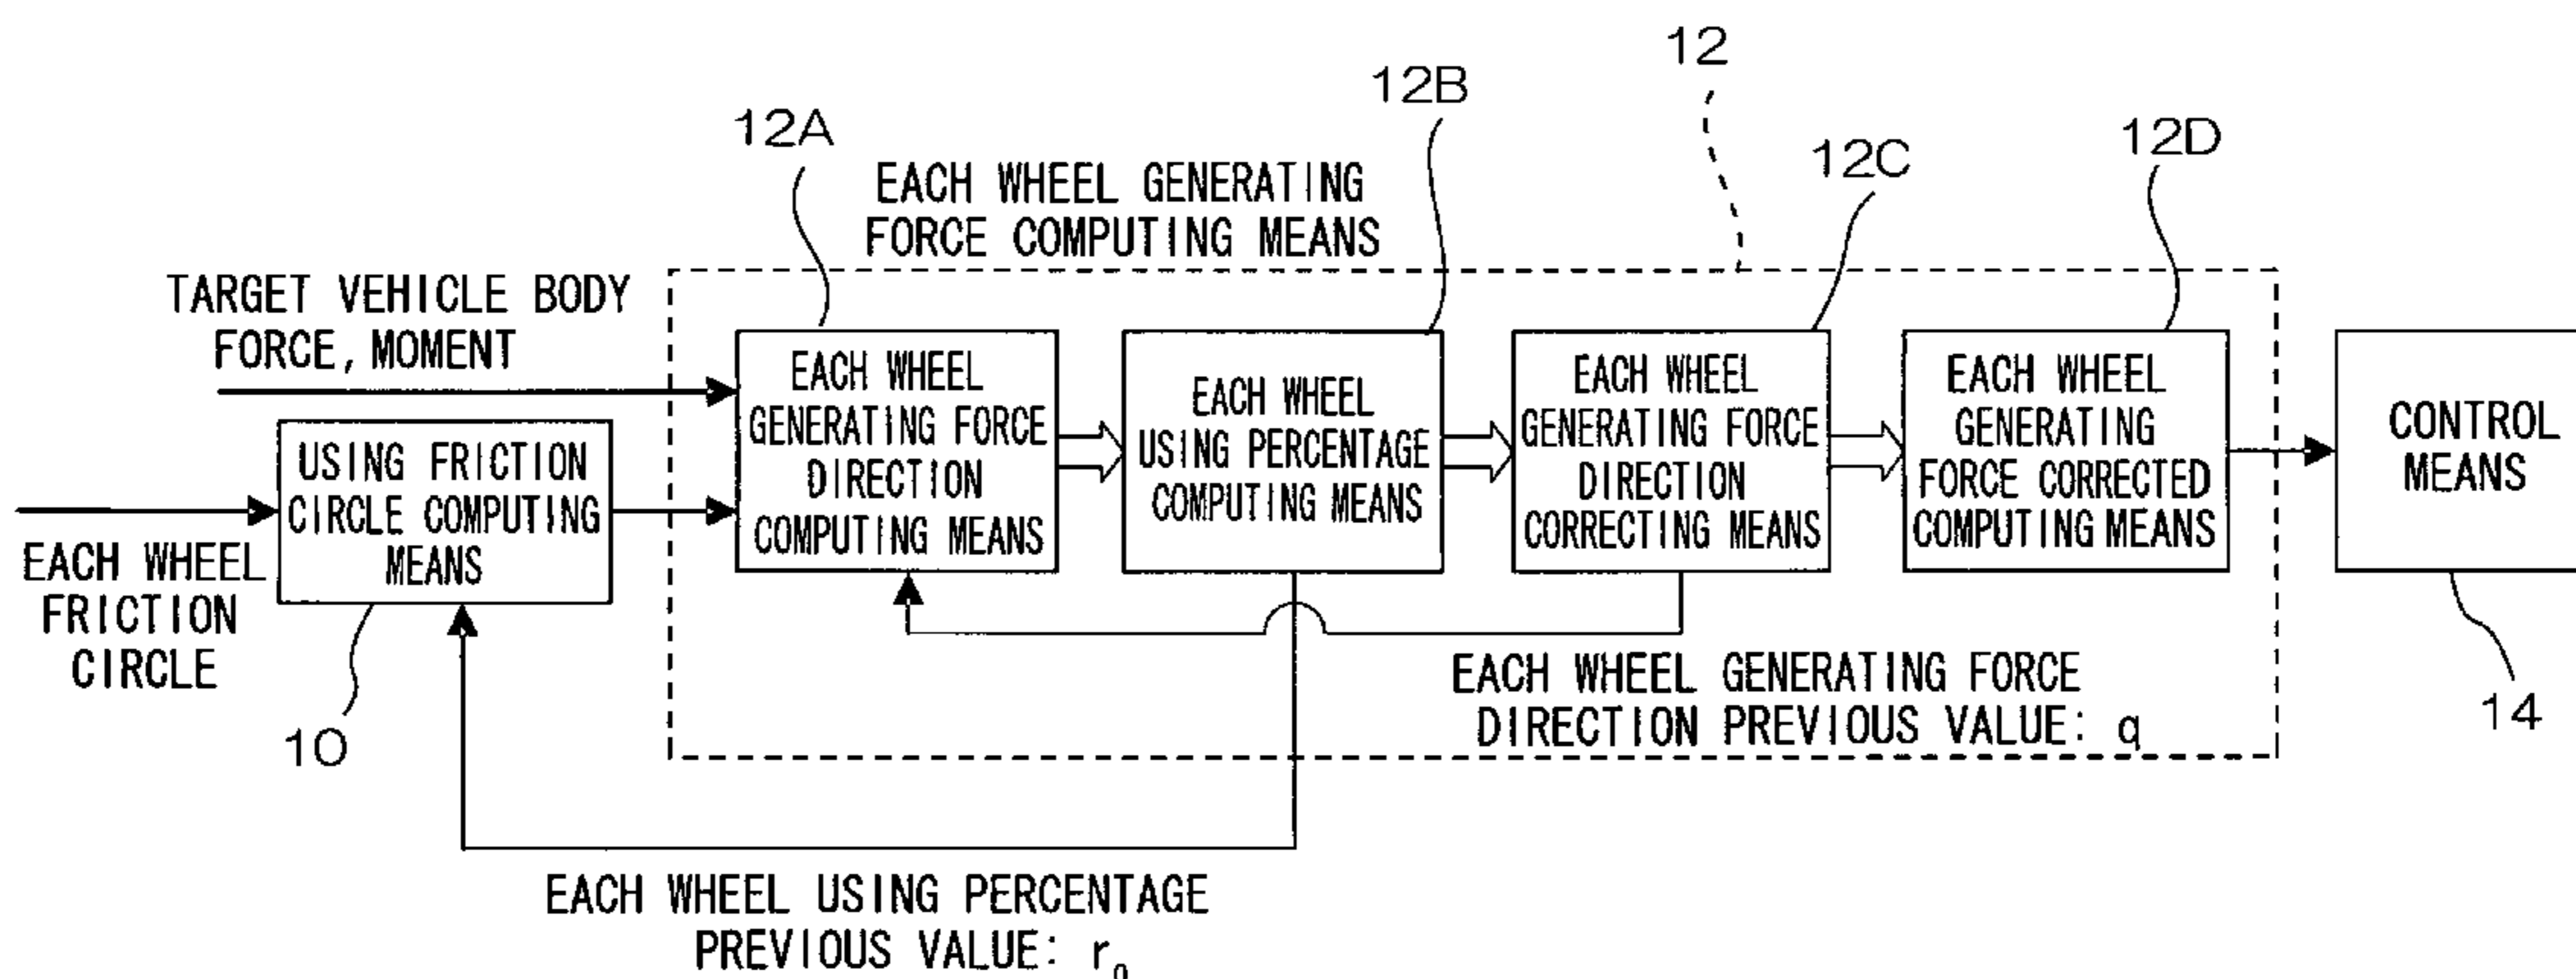 12
12B
12A
12D
12C
EACH WHEEL GENERATING
FORCE COMPUTING MEANS
TARGET VEHICLE BODY
FORCE, MOMENT
EACH WHEEL
GENERATING FORCE
DIRECTION
COMPUTING MEANS
EACH WHEEL
USING PERCENTAGE
COMPUTING MEANS
EACH WHEEL
GENERATING FORCE
DIRECTION
CORRECTING MEANS
EACH WHEEL
GENERATING
FORCE CORRECTED
COMPUTING MEANS
CONTROL
MEANS
USING FRICTION
CIRCLE COMPUTING
MEANS
EACH WHEEL
FRICTION
CIRCLE
10
EACH WHEEL GENERATING FORCE
DIRECTION PREVIOUS VALUE: q
14
EACH WHEEL USING PERCENTAGE
PREVIOUS VALUE: r₀